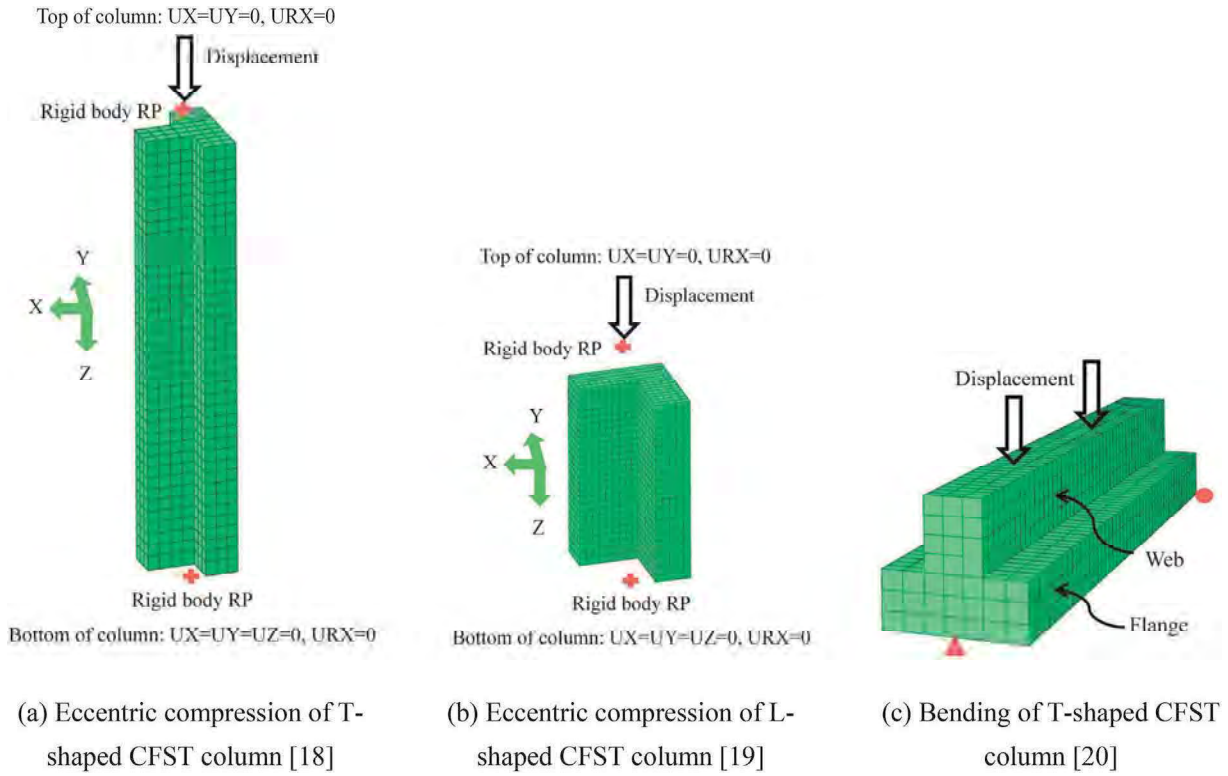 Top of column: UX=UY=0, URX=0
Displacement
Rigid body RP
Y
X
Z
Rigid body RP
Bottom of column: UX=UY=UZ=0, URX=0
(a) Eccentric compression of T-
shaped CFST column [18]
Top of column: UX=UY=0, URX=0
Displacement
Rigid body RP
Y
X
Z
Rigid body RP
Bottom of column: UX=UY=UZ=0, URX=0
(b) Eccentric compression of L-
shaped CFST column [19]
Displacement
Web
Flange
(c) Bending of T-shaped CFST
column [20]